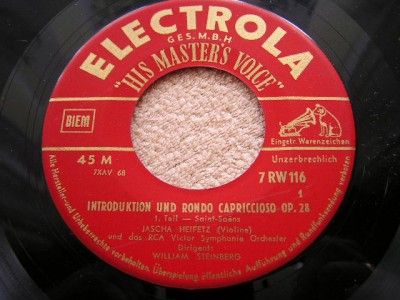 ELECTROLA
GES.M.B.H
"HIS MASTER'S VOICE"
BIEM
Eingetr. Warenzeichen
45 M
7XAV 68
Unzerbrechlich
7 RW 116
INTRODUKTION UND RONDO CAPRICCIOSO OP. 28
1. Teil — Saint-Saëns
JASCHA HEIFETZ (Violine)
und das RCA Victor Symphonie Orchester
Dirigent:
WILLIAM STEINBERG
Alle Hersteller- und Urheberrechte vorbehalten. Überspielung, öffentliche Aufführung und Rundfunksendung verboten.